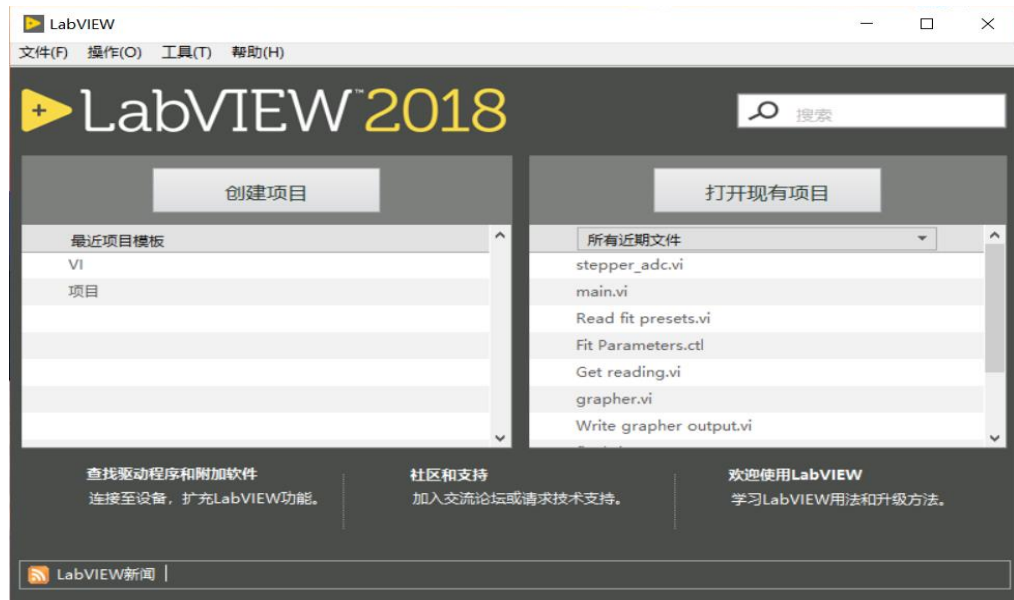 LabVIEW
文件(F) 操作(O) 工具(T) 帮助(H)
LabVIEW™ 2018
搜索
创建项目
最近项目模板
VI
项目
打开现有项目
所有近期文件
stepper_adc.vi
main.vi
Read fit presets.vi
Fit Parameters.ctl
Get reading.vi
grapher.vi
Write grapher output.vi
查找驱动程序和附加软件
连接至设备，扩充LabVIEW功能。
社区和支持
加入交流论坛或请求技术支持。
欢迎使用LabVIEW
学习LabVIEW用法和升级方法。
LabVIEW新闻